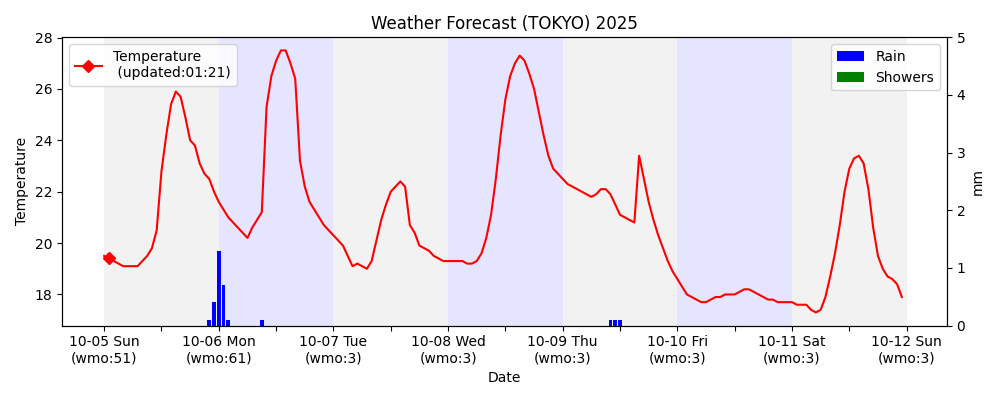 Weather Forecast (TOKYO) 2025
Temperature
(updated:01:21)
Rain
Showers
28
26
24
22
20
18
Temperature
5
4
3
2
1
0
mm
10-05 Sun
(wmo:51)
10-06 Mon
(wmo:61)
10-07 Tue
(wmo:3)
10-08 Wed
(wmo:3)
10-09 Thu
(wmo:3)
10-10 Fri
(wmo:3)
10-11 Sat
(wmo:3)
10-12 Sun
(wmo:3)
Date